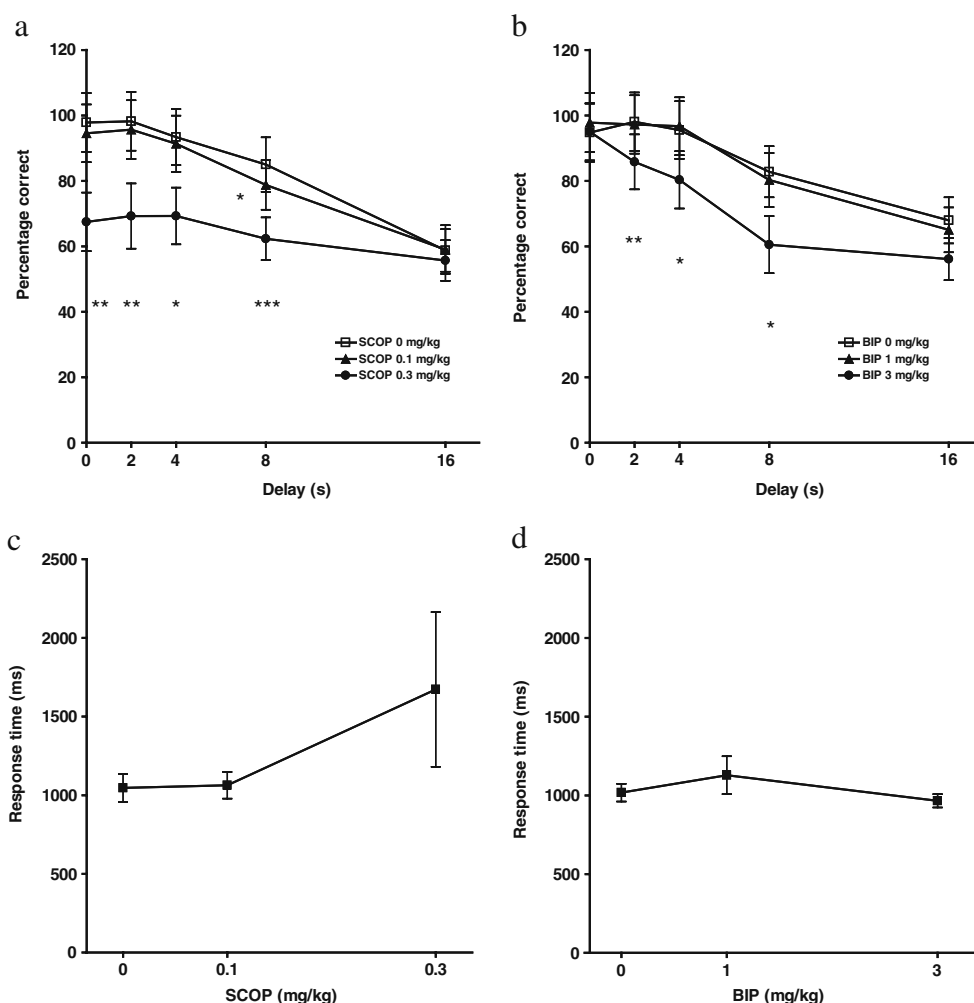 a
120
100
80
60
40
20
0
Percentage correct
*
** ** * ***
SCOP 0 mg/kg
SCOP 0.1 mg/kg
SCOP 0.3 mg/kg
0 2 4 8 16
Delay (s)
b
120
100
80
60
40
20
0
Percentage correct
**
*
*
BIP 0 mg/kg
BIP 1 mg/kg
BIP 3 mg/kg
0 2 4 8 16
Delay (s)
c
2500
2000
1500
1000
500
0
Response time (ms)
0 0.1 0.3
SCOP (mg/kg)
d
2500
2000
1500
1000
500
0
Response time (ms)
0 1 3
BIP (mg/kg)